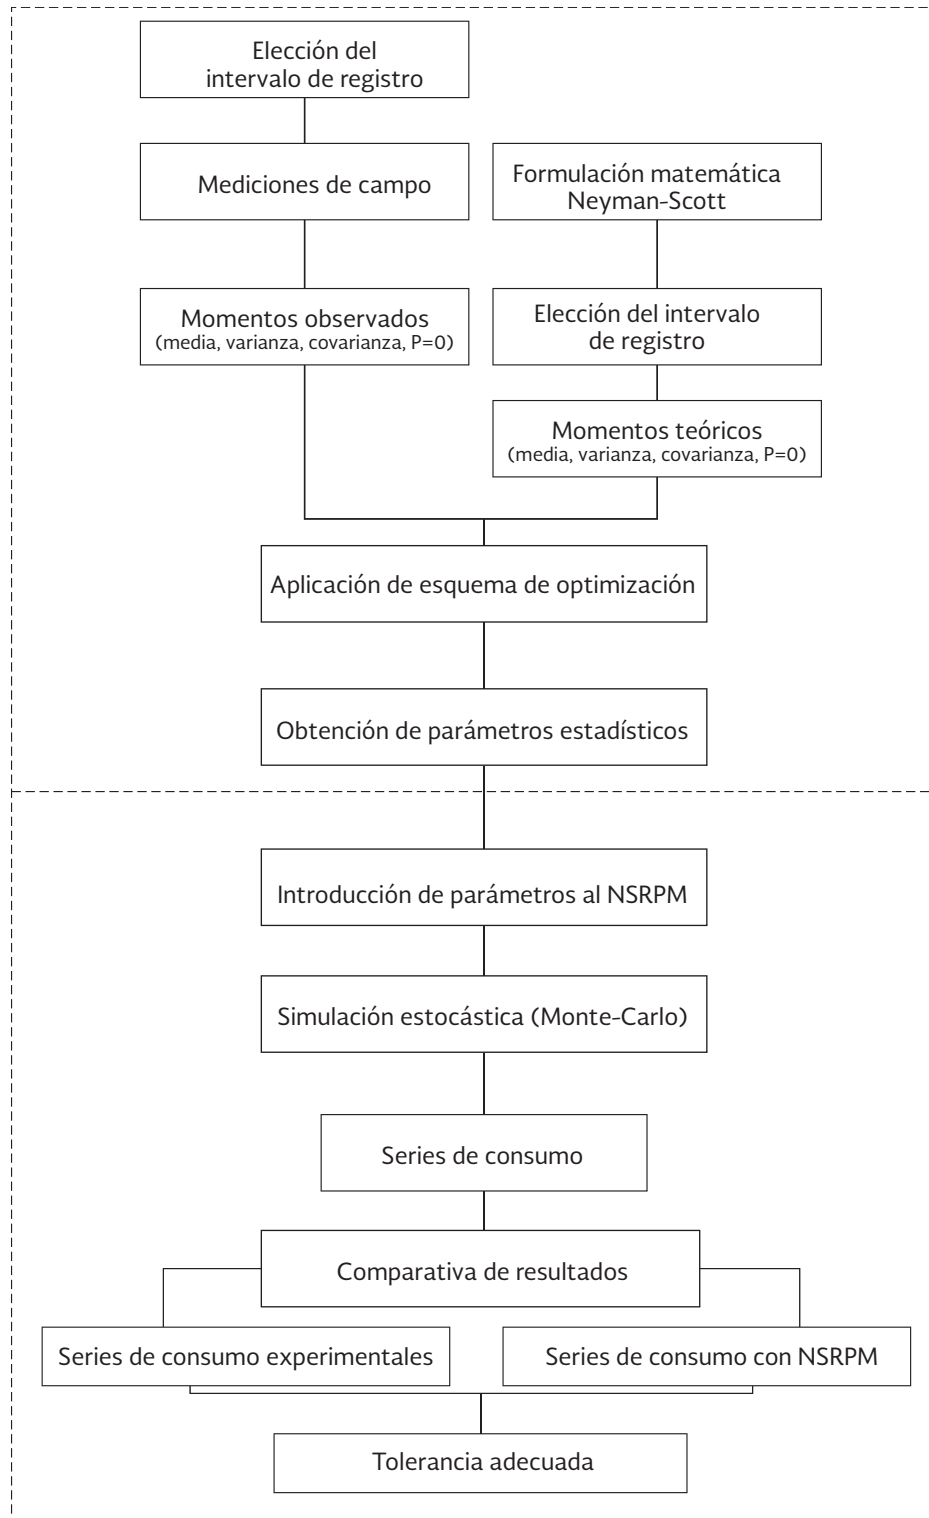 Elección del
intervalo de registro
Mediciones de campo
Formulación matemática
Neyman-Scott
Momentos observados
(media, varianza, covarianza, P=0)
Elección del intervalo
de registro
Momentos teóricos
(media, varianza, covarianza, P=0)
Aplicación de esquema de optimización
Obtención de parámetros estadísticos
Introducción de parámetros al NSRPM
Simulación estocástica (Monte-Carlo)
Series de consumo
Comparativa de resultados
Series de consumo experimentales
Series de consumo con NSRPM
Tolerancia adecuada